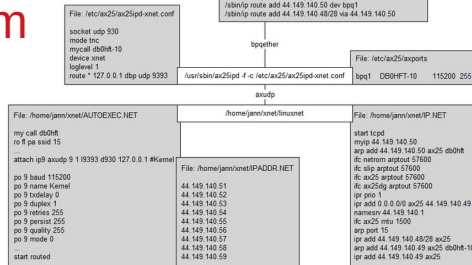 m
/sbin/ip route add 44.149.140.50 dev bpq1
/sbin/ip route add 44.149.140.48/28 via 44.149.140.50
File: /etc/ax25/ax25ipd-xnet.conf
socket udp 930
mode tnc
mycall db0hft-10
device xnet
loglevel 1
route * 127.0.0.1 dbp udp 9393
bpqether
/usr/sbin/ax25ipd -f -c /etc/ax25/ax25ipd-xnet.conf
axudp
/home/jann/xnet/linuxnet
File: /etc/ax25/axports
bpq1 DB0HFT-10 115200 255
File: /home/jann/xnet/AUTOEXEC.NET
my call db0hft
ro fl pa ssid 15
...
attach ip9 axudp 9 1 l9393 d930 127.0.0.1 #Kernel
po 9 baud 115200
po 9 name Kernel
po 9 txdelay 0
po 9 duplex 1
po 9 retries 255
po 9 persist 255
po 9 quality 255
po 9 mode 0
...
start routed
File: /home/jann/xnet/IPADDR.NET
44.149.140.51
44.149.140.52
44.149.140.53
44.149.140.54
44.149.140.55
44.149.140.56
44.149.140.57
44.149.140.58
44.149.140.59
File: /home/jann/xnet/IP.NET
start tcpd
myip 44.149.140.50
arp add 44.149.140.50 ax25 db0hft
ifc netrom arptout 57600
ifc slip arptout 57600
ifc ax25 arptout 57600
ifc ax25dg arptout 57600
ipr prio 1
ipr add 0.0.0.0/0 ax25 44.149.140.49
namesrv 44.149.140.1
ifc ax25 mtu 1500
arp port 15
ipr add 44.149.140.48/28 ax25
arp add 44.149.140.49 ax25 db0hft-10
ipr add 44.149.140.49 ax25